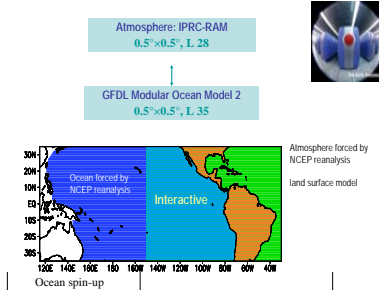 Atmosphere: IPRC-RAM
0.5°×0.5°, L 28
GFDL Modular Ocean Model 2
0.5°×0.5°, L 35
Atmosphere forced by
NCEP reanalysis
land surface model
30N
20N
10N
EQ
10S
20S
30S
Ocean forced by
NCEP reanalysis
Interactive
120E 140E 160E 180 160W 140W 120W 100W 80W 60W 40W
Ocean spin-up